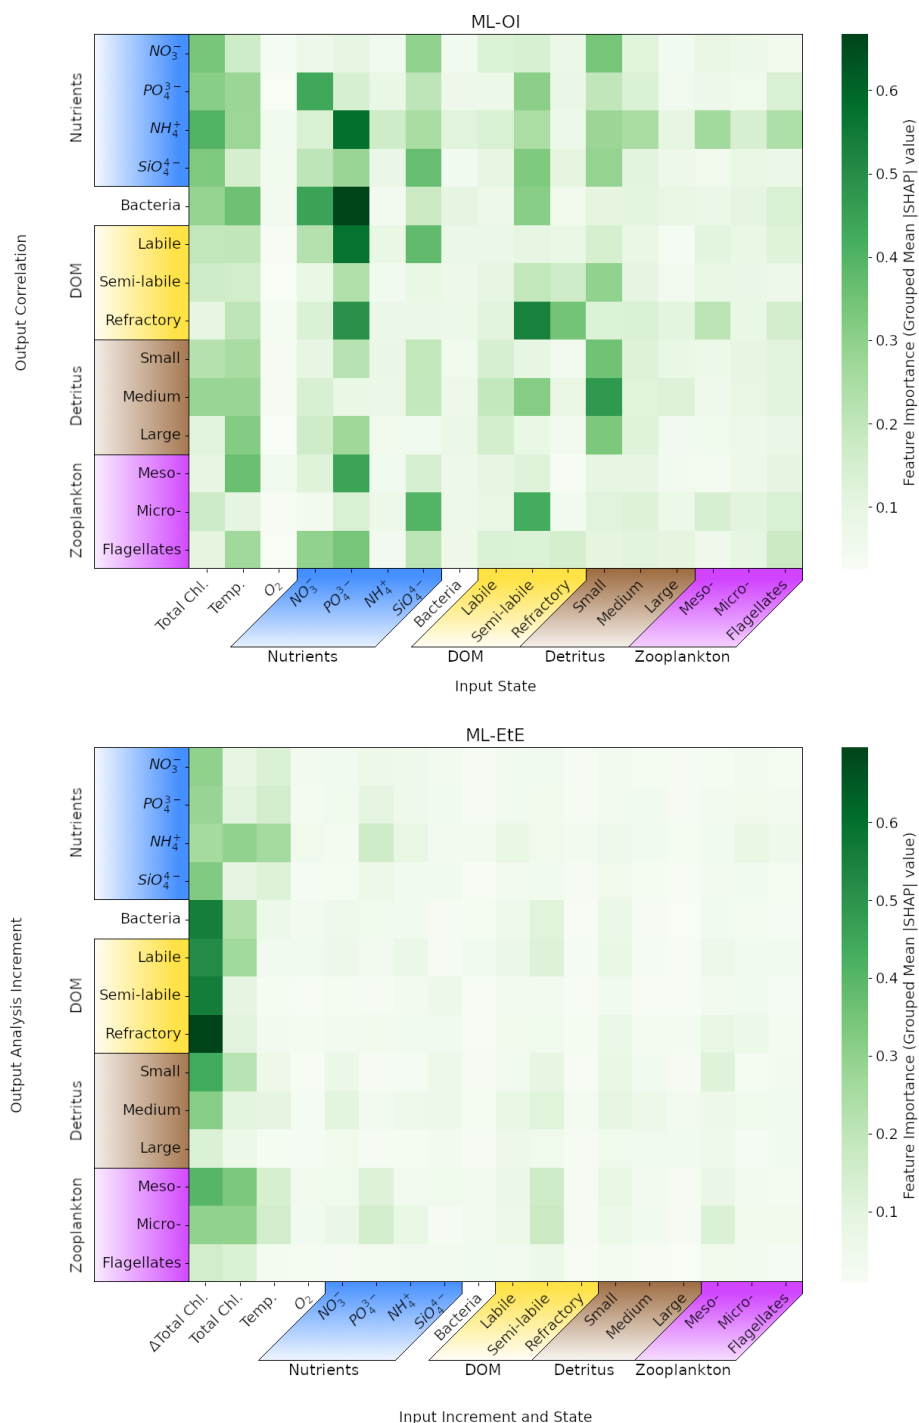 ML-OI
Output Correlation
Nutrients
NO₃⁻
PO₄³⁻
NH₄⁺
SiO₄⁴⁻
Bacteria
DOM
Labile
Semi-labile
Refractory
Detritus
Small
Medium
Large
Zooplankton
Meso-
Micro-
Flagellates
Total Chl.
Temp.
O₂
NO₃⁻
PO₄³⁻
NH₄⁺
SiO₄⁴⁻
Bacteria
Labile
Semi-labile
Refractory
Small
Medium
Large
Meso-
Micro-
Flagellates
Nutrients
DOM
Detritus
Zooplankton
Input State
0.6
0.5
0.4
0.3
0.2
0.1
Feature Importance (Grouped Mean |SHAP| value)
ML-EtE
Output Analysis Increment
Nutrients
NO₃⁻
PO₄³⁻
NH₄⁺
SiO₄⁴⁻
Bacteria
DOM
Labile
Semi-labile
Refractory
Detritus
Small
Medium
Large
Zooplankton
Meso-
Micro-
Flagellates
ΔTotal Chl.
Total Chl.
Temp.
O₂
NO₃⁻
PO₄³⁻
NH₄⁺
SiO₄⁴⁻
Bacteria
Labile
Semi-labile
Refractory
Small
Medium
Large
Meso-
Micro-
Flagellates
Nutrients
DOM
Detritus
Zooplankton
Input Increment and State
0.6
0.5
0.4
0.3
0.2
0.1
Feature Importance (Grouped Mean |SHAP| value)